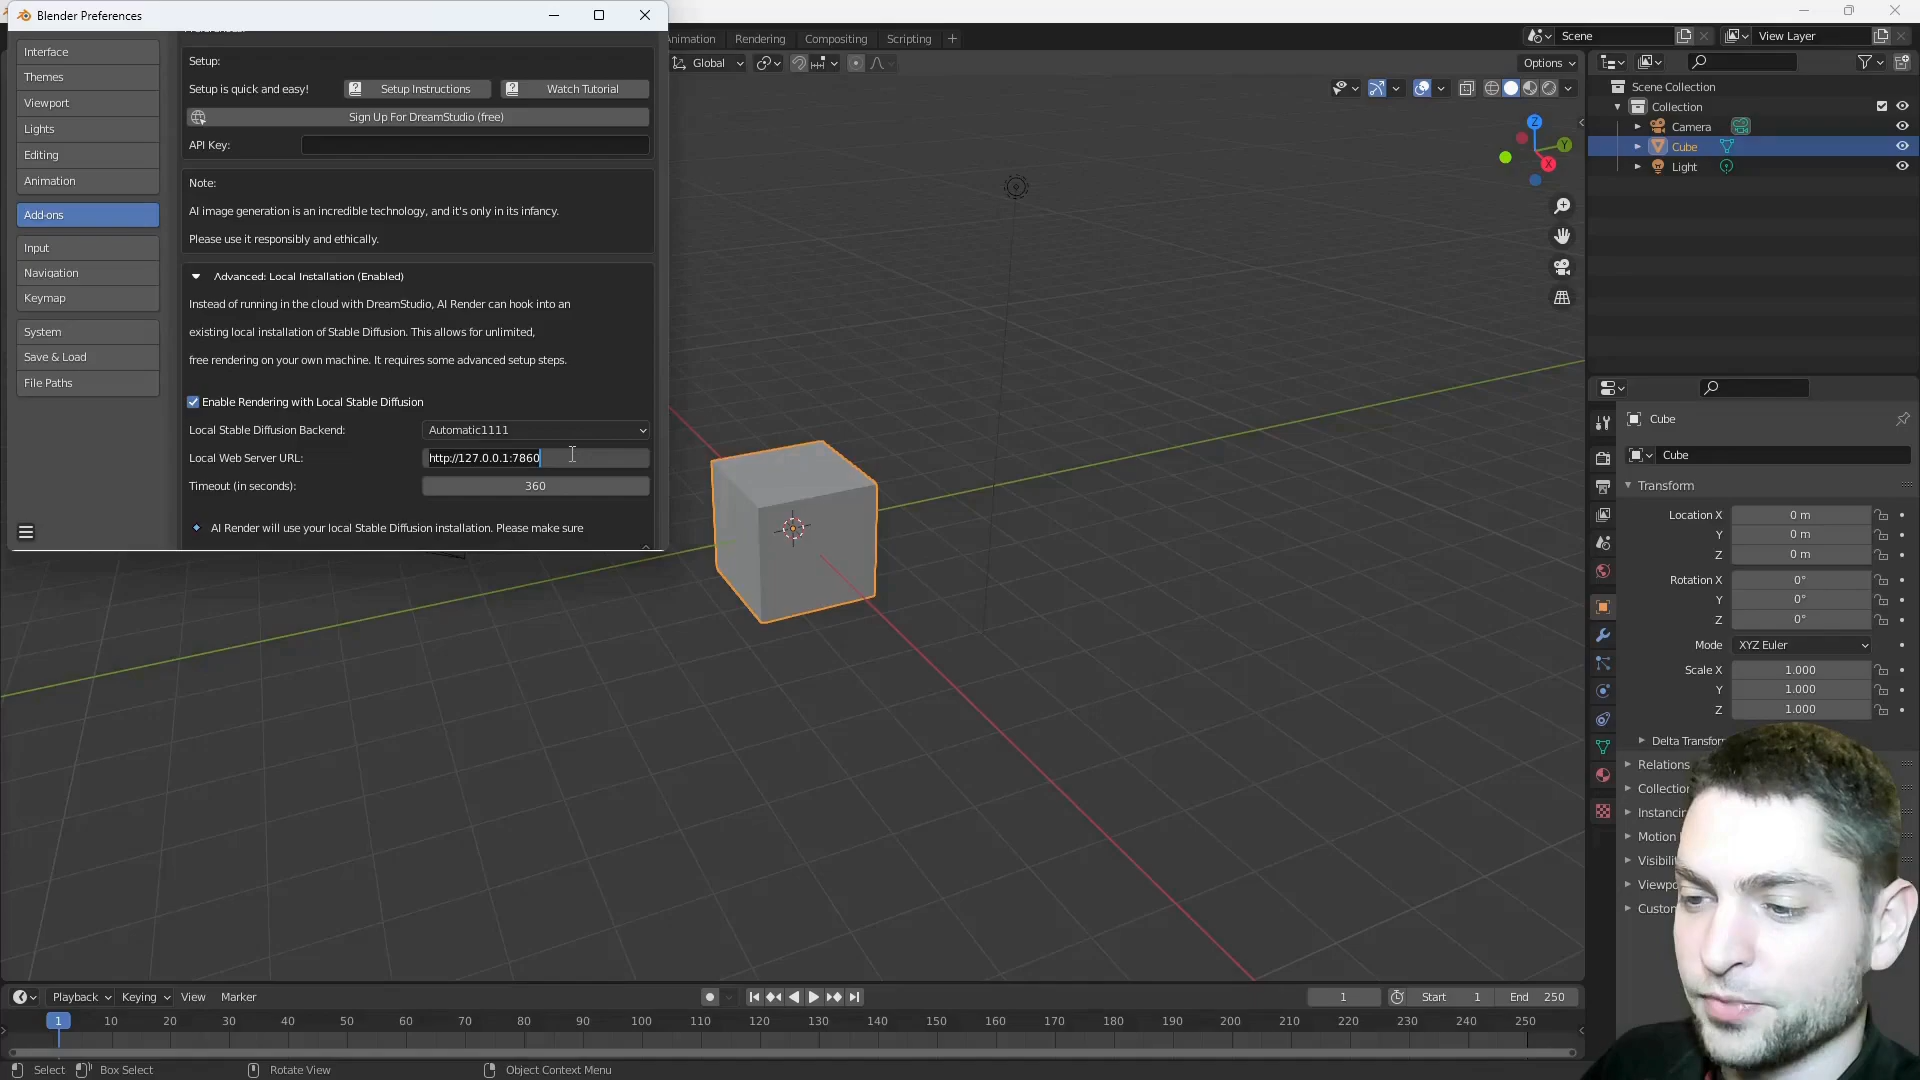 Blender Preferences
Interface
Themes
Viewport
Lights
Editing
Animation
Add-ons
Input
Navigation
Keymap
System
Save & Load
File Paths
Setup:
Setup is quick and easy!
Setup Instructions
Watch Tutorial
Sign Up For DreamStudio (free)
API Key:
Note:
AI image generation is an incredible technology, and it's only in its infancy.
Please use it responsibly and ethically.
Advanced: Local Installation (Enabled)
Instead of running in the cloud with DreamStudio, AI Render can hook into an
existing local installation of Stable Diffusion. This allows for unlimited,
free rendering on your own machine. It requires some advanced setup steps.
Enable Rendering with Local Stable Diffusion
Local Stable Diffusion Backend:
Automatic1111
Local Web Server URL:
http://127.0.0.1:7860
Timeout (in seconds):
360
AI Render will use your local Stable Diffusion installation. Please make sure
Rendering
Compositing
Scripting
Scene
View Layer
Global
Options
Z
Y
X
Scene Collection
Collection
Camera
Cube
Light
Cube
Cube
Transform
Location X
0 m
Y
0 m
Z
0 m
Rotation X
0°
Y
0°
Z
0°
Mode
XYZ Euler
Scale X
1.000
Y
1.000
Z
1.000
Relations
Playback
Keying
View
Marker
1
Start
1
End
250
1
10
20
30
40
50
60
70
80
90
100
110
120
130
140
150
160
170
180
190
200
210
220
230
240
250
Select
Box Select
Rotate View
Object Context Menu